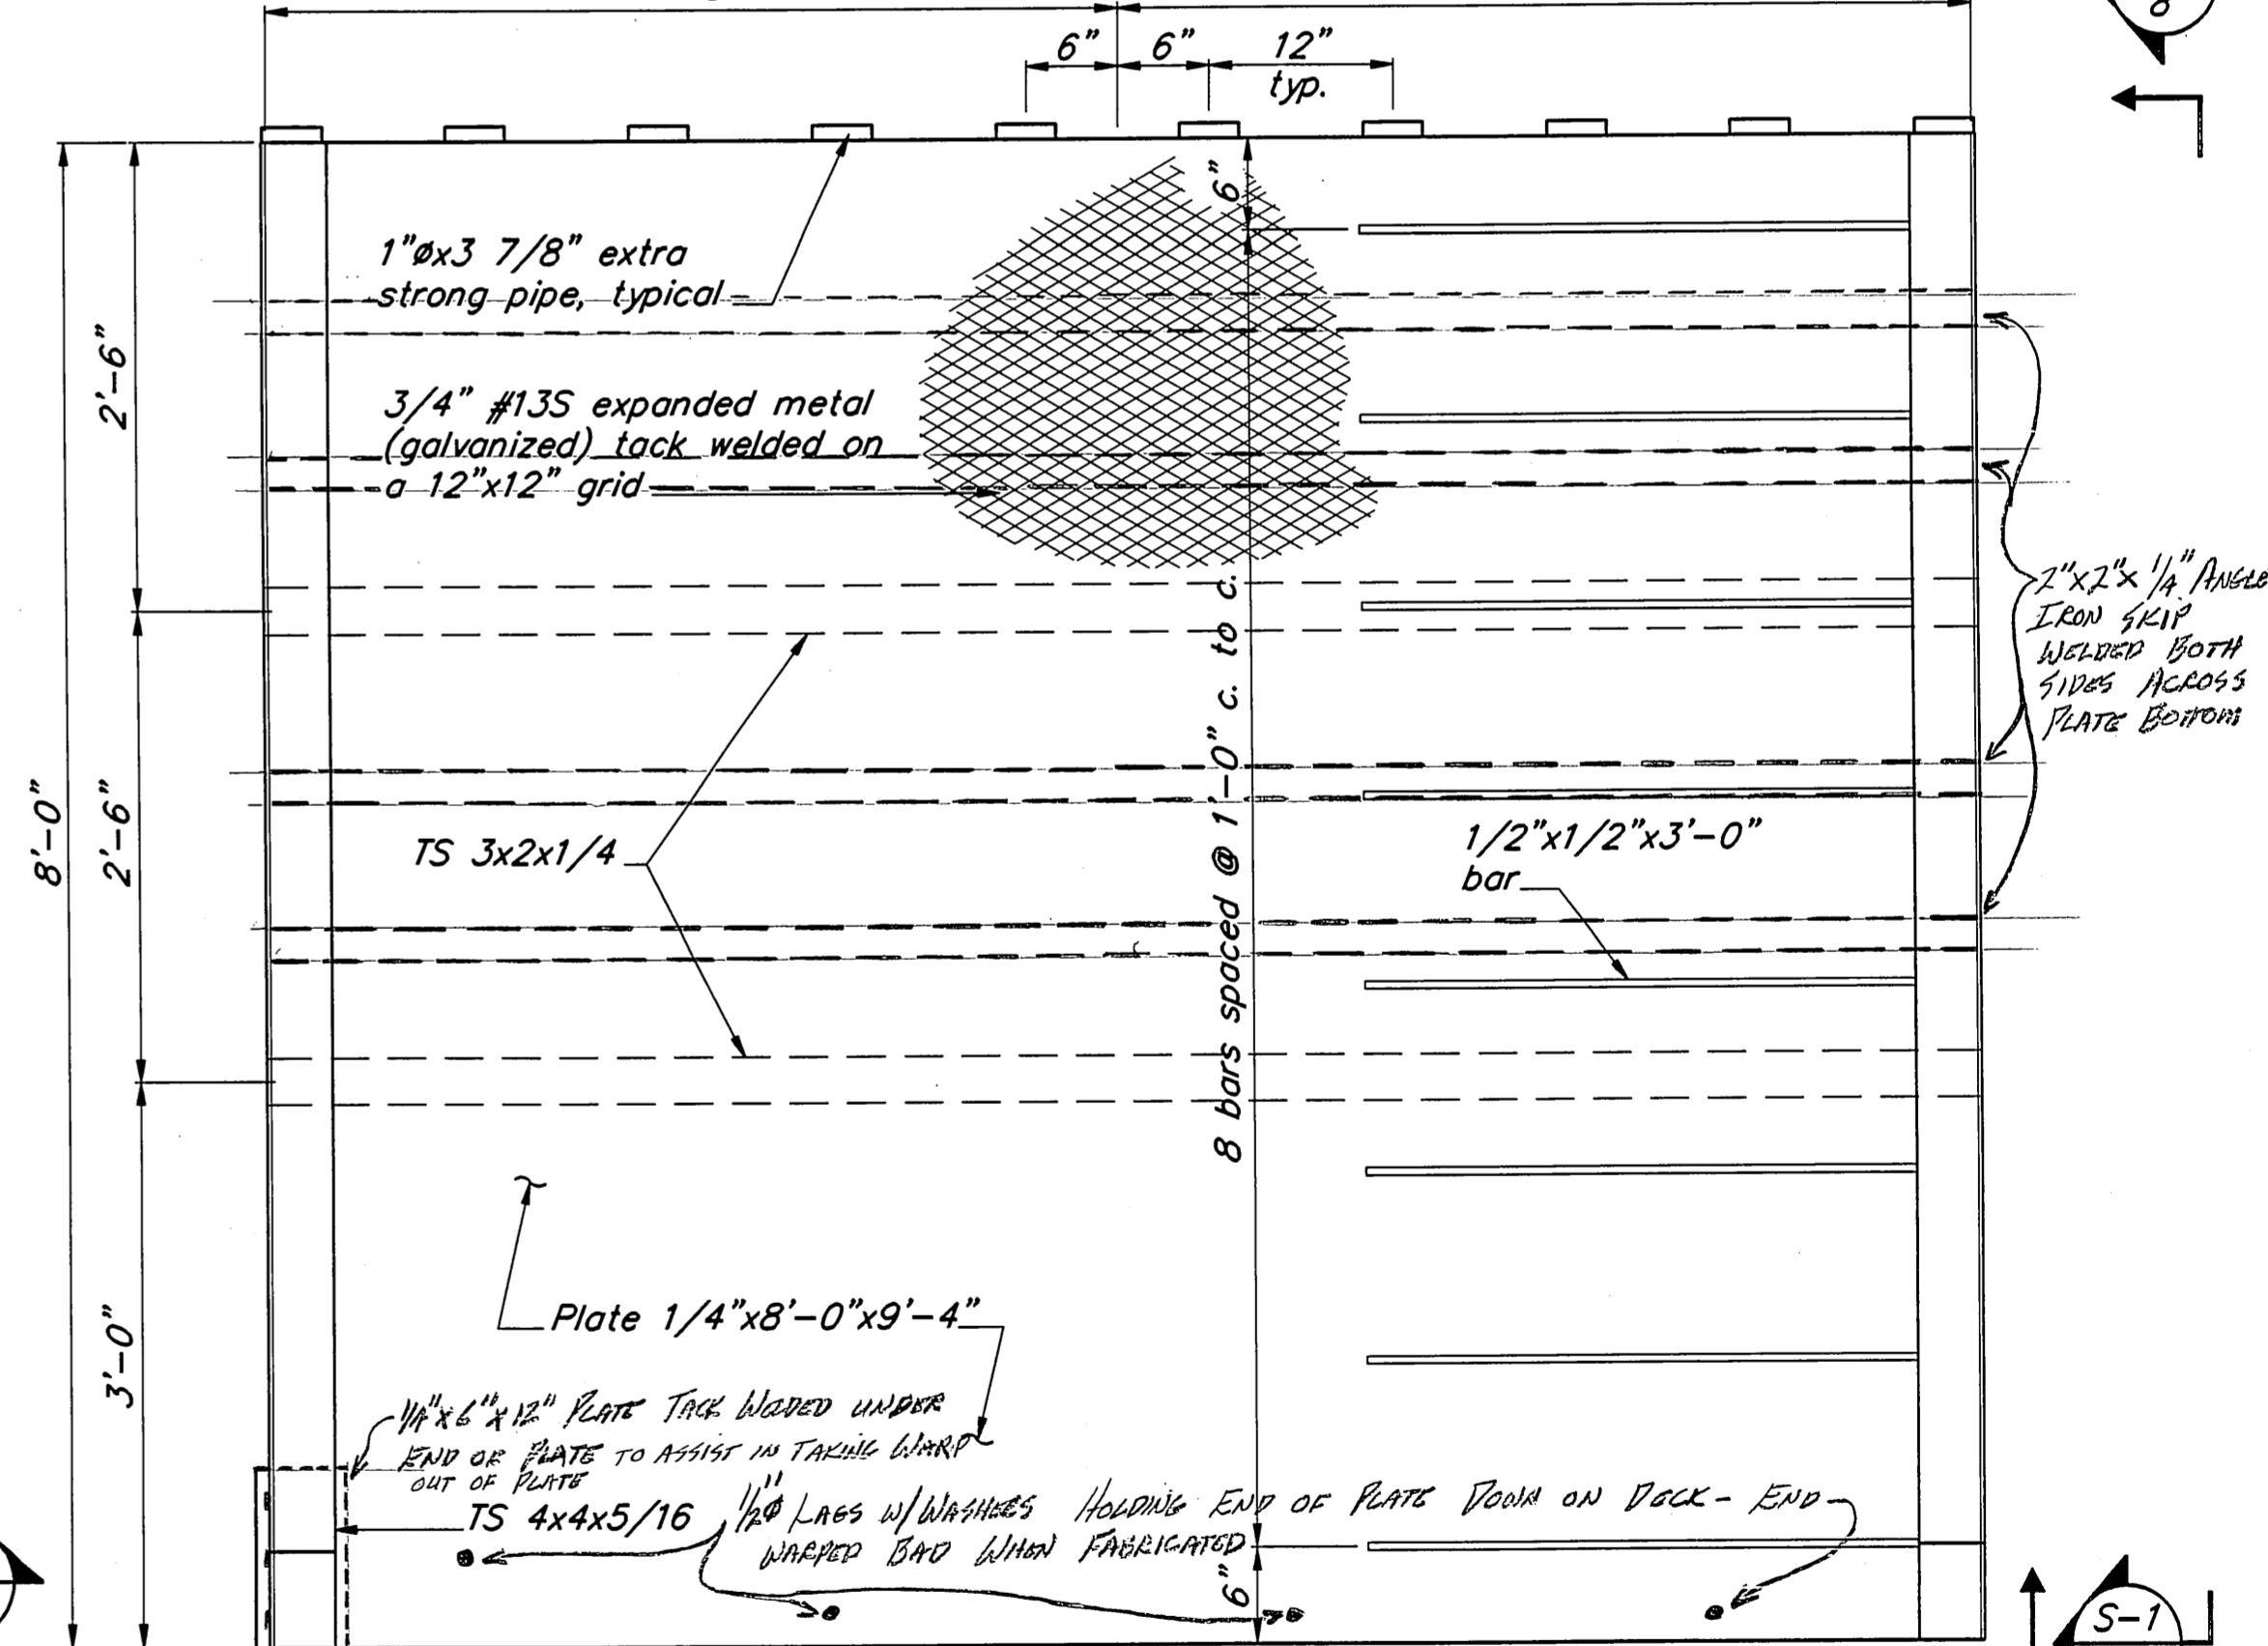 8
6"
6"
12"
typ.
6"
1"øx3 7/8" extra
strong pipe, typical
2'-6"
3/4" #13S expanded metal
(galvanized) tack welded on
a 12"x12" grid
2"X2"X 1/4" ANGLE
IRON SKIP
WELDED BOTH
SIDES ACROSS
PLATE BOTTOM
8'-0"
2'-6"
TS 3x2x1/4
8 bars spaced @ 1'-0" c. to c.
1/2"x1/2"x3'-0"
bar
3'-0"
Plate 1/4"x8'-0"x9'-4"
1/4"X6"X12" PLATE TACK WELDED UNDER
END OF PLATE TO ASSIST IN TAKING WARP
OUT OF PLATE
TS 4x4x5/16
1/2"ø LAGS W/WASHERS HOLDING END OF PLATE DOWN ON DECK - END
WARPED BAD WHEN FABRICATED
6"
S-1